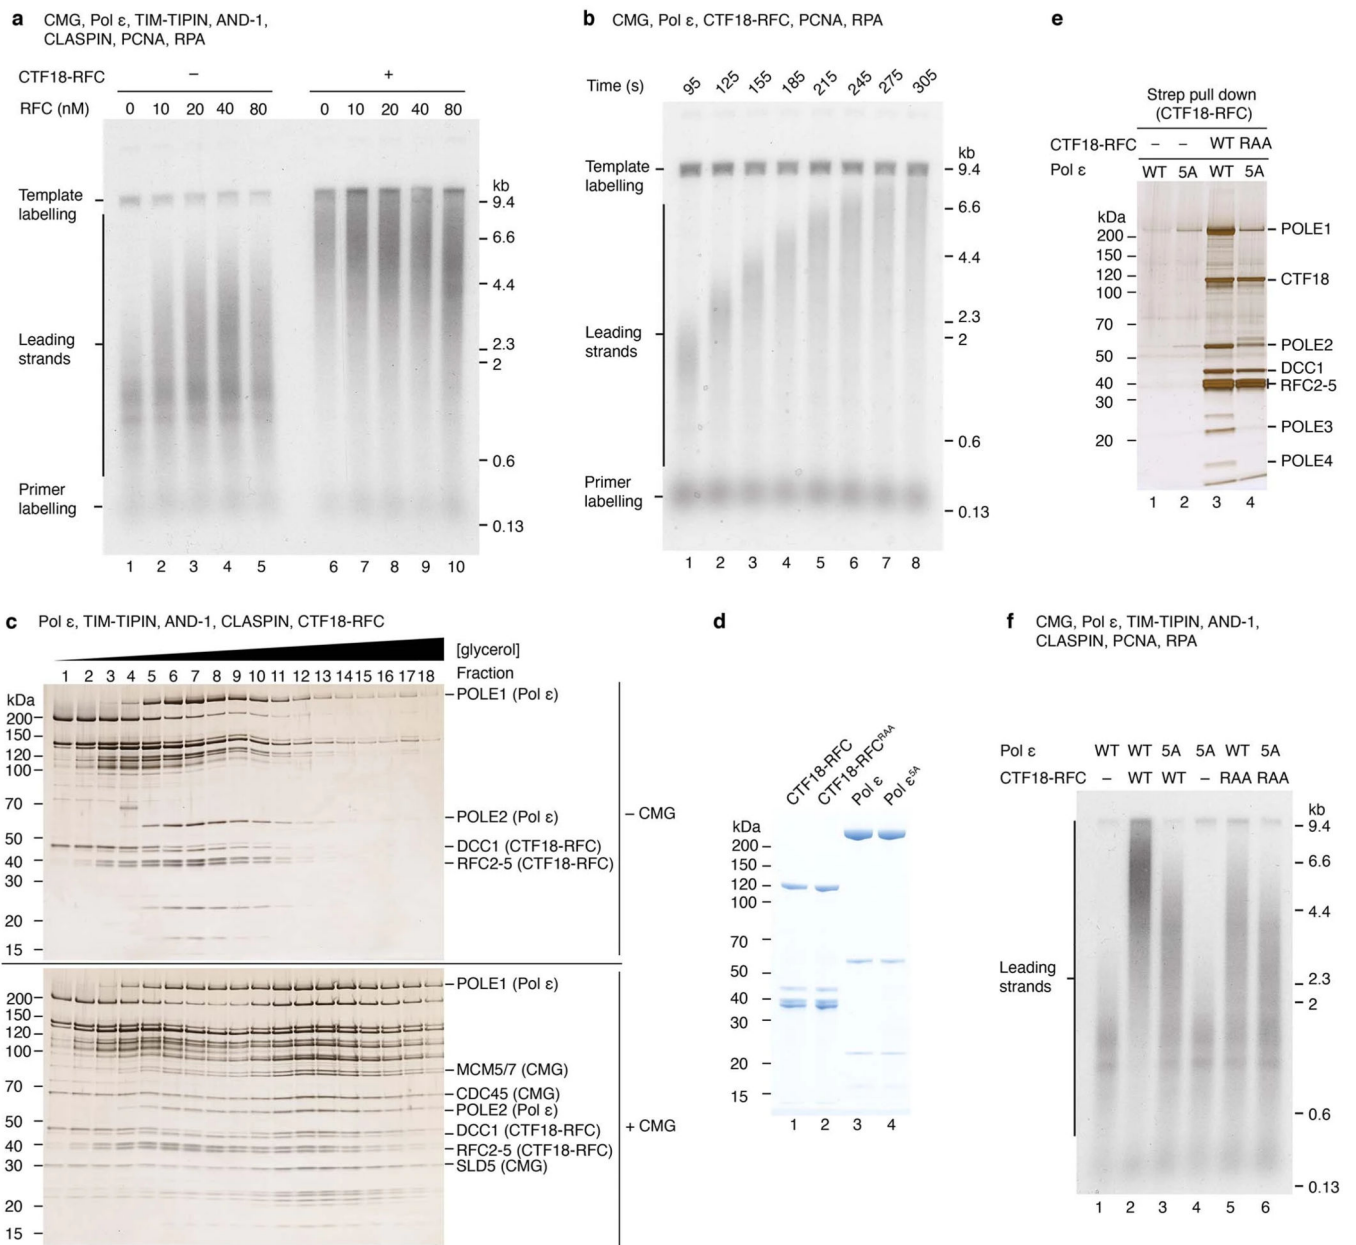 a CMG, Pol ε, TIM-TIPIN, AND-1,
CLASPIN, PCNA, RPA
CTF18-RFC – +
RFC (nM) 0 10 20 40 80 0 10 20 40 80
Template
labelling
Leading
strands
Primer
labelling
kb
9.4
6.6
4.4
2.3
2
0.6
0.13
1 2 3 4 5 6 7 8 9 10
b CMG, Pol ε, CTF18-RFC, PCNA, RPA
Time (s) 95 125 155 185 215 245 275 305
Template
labelling
Leading
strands
Primer
labelling
kb
9.4
6.6
4.4
2.3
2
0.6
0.13
1 2 3 4 5 6 7 8
e
Strep pull down
(CTF18-RFC)
CTF18-RFC – – WT RAA
Pol ε WT 5A WT 5A
kDa
200
150
120
100
70
50
40
30
20
POLE1
CTF18
POLE2
DCC1
RFC2-5
POLE3
POLE4
1 2 3 4
c Pol ε, TIM-TIPIN, AND-1, CLASPIN, CTF18-RFC
[glycerol]
1 2 3 4 5 6 7 8 9 10 11 12 13 14 15 16 17 18 Fraction
kDa
200
150
120
100
70
50
40
30
20
15
POLE1 (Pol ε)
POLE2 (Pol ε)
DCC1 (CTF18-RFC)
RFC2-5 (CTF18-RFC)
– CMG
200
150
120
100
70
50
40
30
20
15
POLE1 (Pol ε)
MCM5/7 (CMG)
CDC45 (CMG)
POLE2 (Pol ε)
DCC1 (CTF18-RFC)
RFC2-5 (CTF18-RFC)
SLD5 (CMG)
+ CMG
d
CTF18-RFC
CTF18-RFCᴿᴬᴬ
Pol ε
Pol ε⁵ᴬ
kDa
200
150
120
100
70
50
40
30
20
15
1 2 3 4
f CMG, Pol ε, TIM-TIPIN, AND-1,
CLASPIN, PCNA, RPA
Pol ε WT WT 5A 5A WT 5A
CTF18-RFC – WT WT – RAA RAA
Leading
strands
kb
9.4
6.6
4.4
2.3
2
0.6
0.13
1 2 3 4 5 6